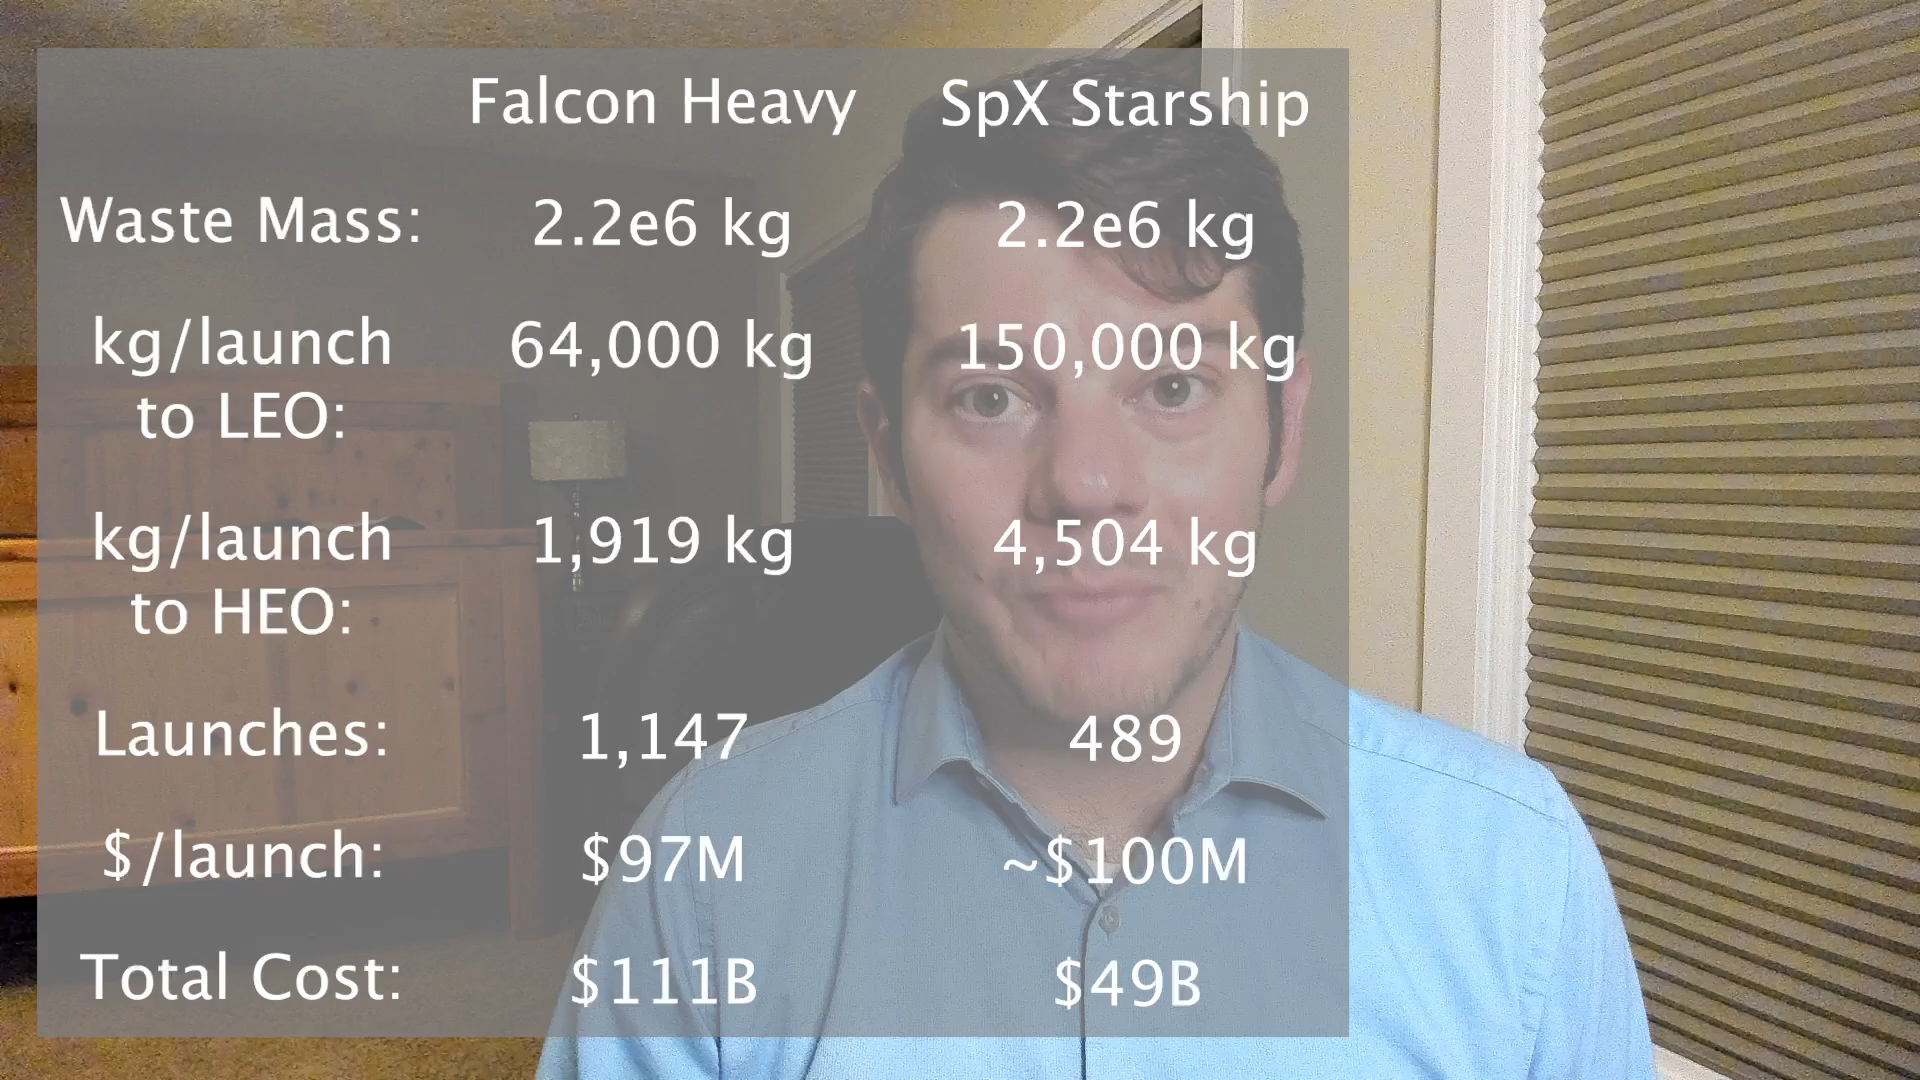 Falcon Heavy SpX Starship
Waste Mass: 2.2e6 kg 2.2e6 kg
kg/launch 64,000 kg 150,000 kg
to LEO:
kg/launch 1,919 kg 4,504 kg
to HEO:
Launches: 1,147 489
$/launch: $97M ~$100M
Total Cost: $111B $49B